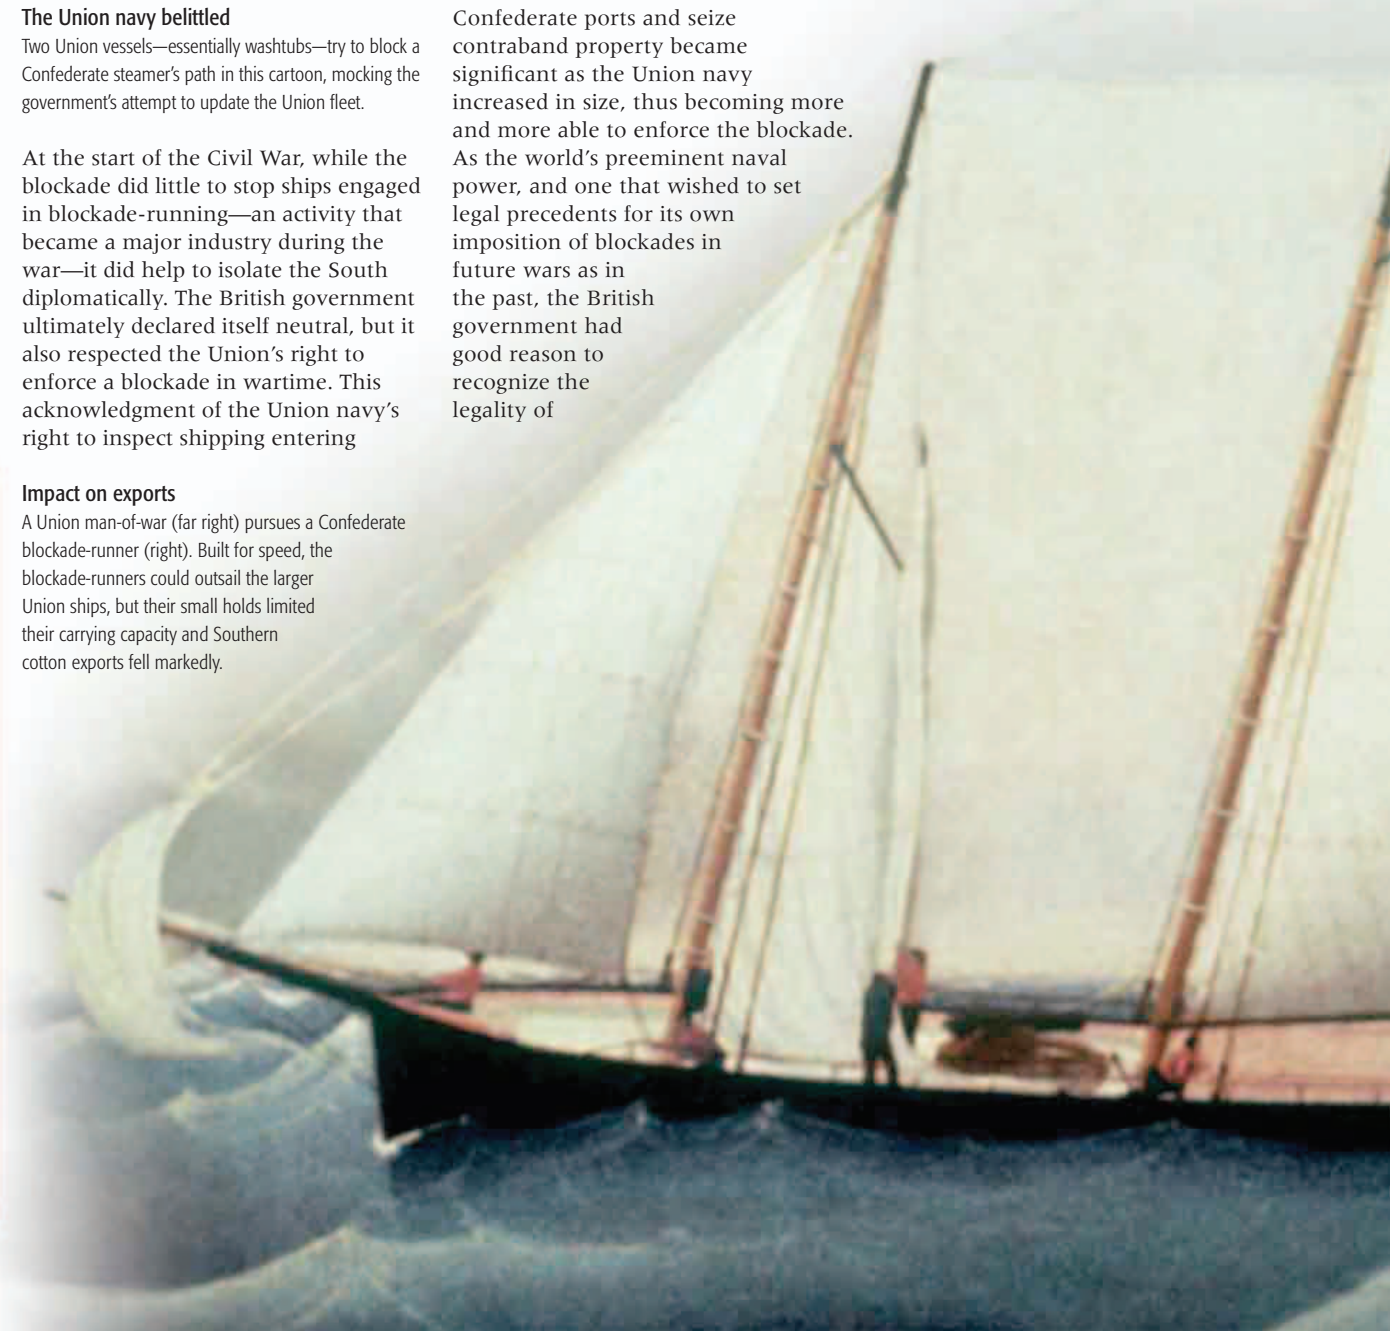 The Union navy belittled
Two Union vessels—essentially washtubs—try to block a
Confederate steamer’s path in this cartoon, mocking the
government’s attempt to update the Union fleet.
At the start of the Civil War, while the
blockade did little to stop ships engaged
in blockade-running—an activity that
became a major industry during the
war—it did help to isolate the South
diplomatically. The British government
ultimately declared itself neutral, but it
also respected the Union’s right to
enforce a blockade in wartime. This
acknowledgment of the Union navy’s
right to inspect shipping entering
Confederate ports and seize
contraband property became
significant as the Union navy
increased in size, thus becoming more
and more able to enforce the blockade.
As the world’s preeminent naval
power, and one that wished to set
legal precedents for its own
imposition of blockades in
future wars as in
the past, the British
government had
good reason to
recognize the
legality of
Impact on exports
A Union man-of-war (far right) pursues a Confederate
blockade-runner (right). Built for speed, the
blockade-runners could outsail the larger
Union ships, but their small holds limited
their carrying capacity and Southern
cotton exports fell markedly.